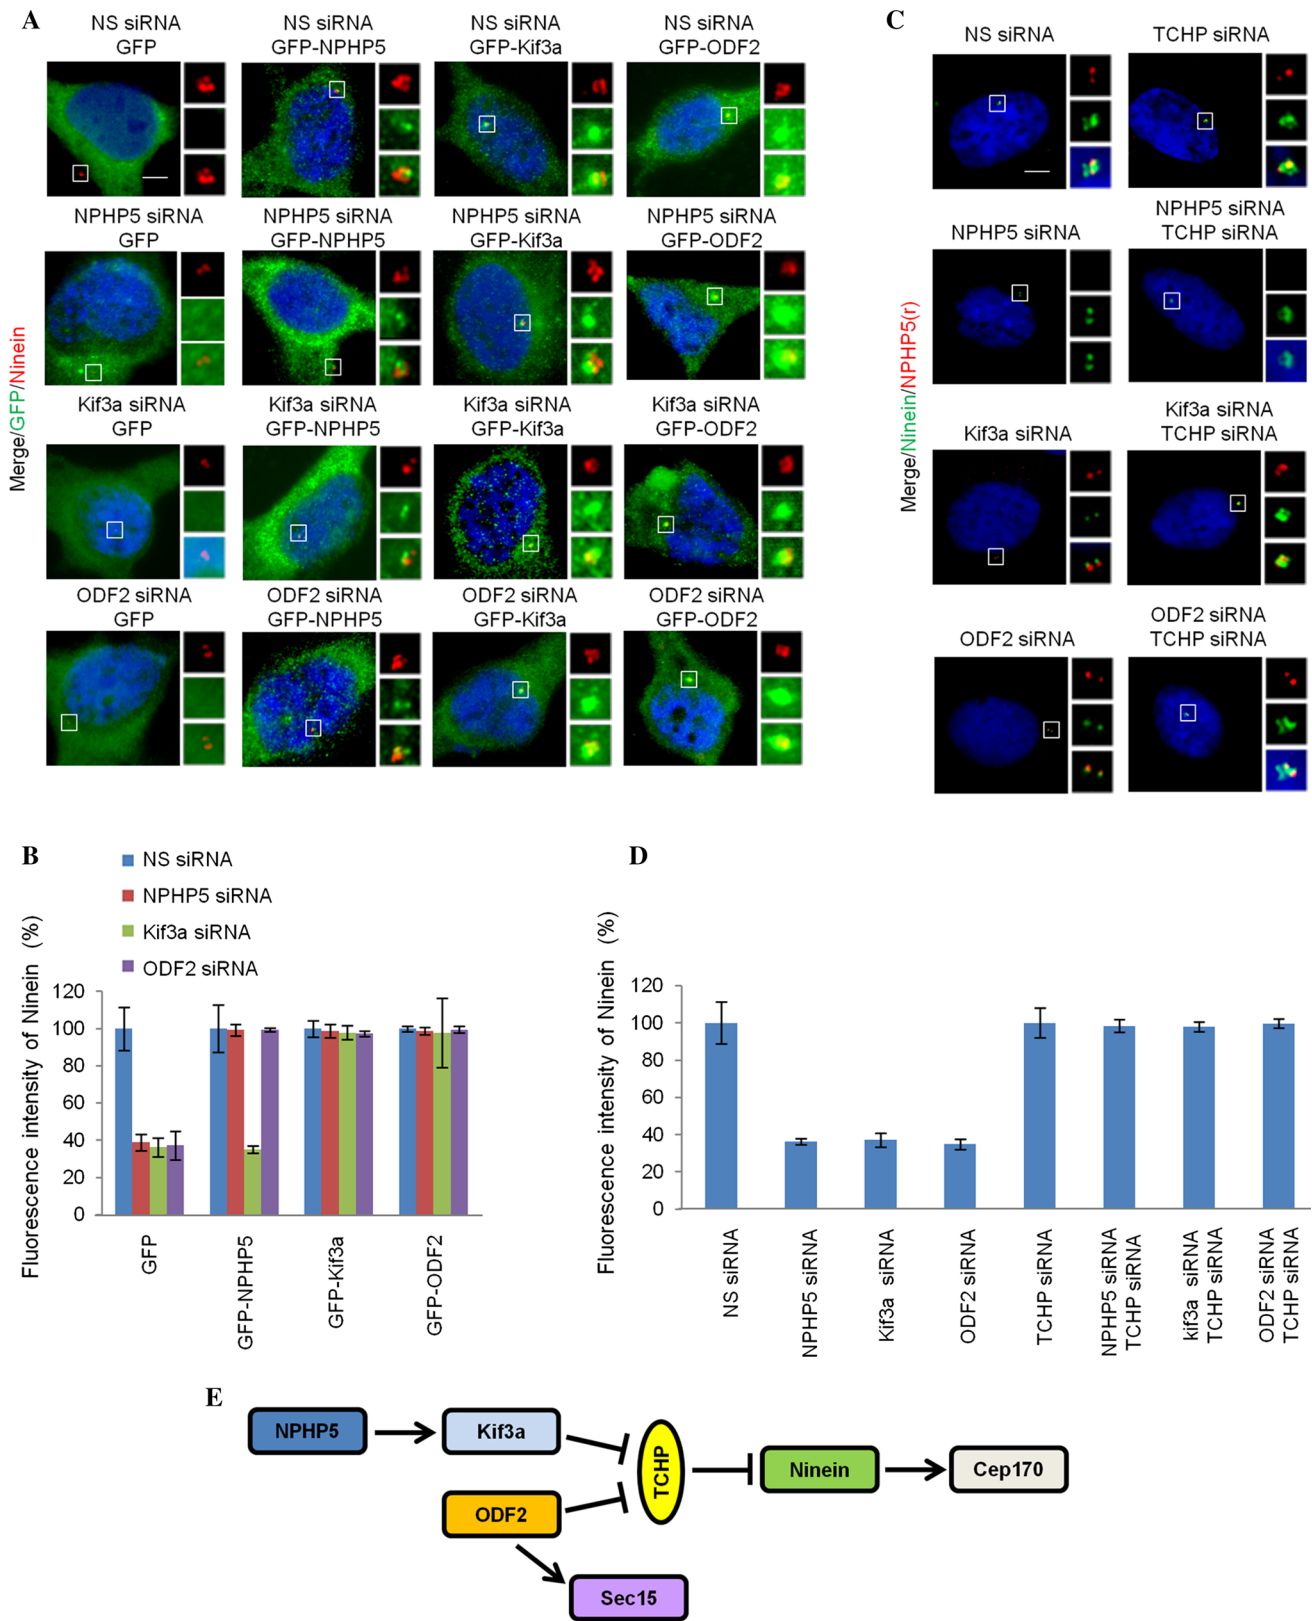 A
NS siRNA
GFP
NS siRNA
GFP-NPHP5
NS siRNA
GFP-Kif3a
NS siRNA
GFP-ODF2
NPHP5 siRNA
GFP
NPHP5 siRNA
GFP-NPHP5
NPHP5 siRNA
GFP-Kif3a
NPHP5 siRNA
GFP-ODF2
Kif3a siRNA
GFP
Kif3a siRNA
GFP-NPHP5
Kif3a siRNA
GFP-Kif3a
Kif3a siRNA
GFP-ODF2
ODF2 siRNA
GFP
ODF2 siRNA
GFP-NPHP5
ODF2 siRNA
GFP-Kif3a
ODF2 siRNA
GFP-ODF2
Merge/GFP/Ninein
C
NS siRNA
TCHP siRNA
NPHP5 siRNA
NPHP5 siRNA
TCHP siRNA
Kif3a siRNA
Kif3a siRNA
TCHP siRNA
ODF2 siRNA
ODF2 siRNA
TCHP siRNA
Merge/Ninein/NPHP5(r)
B
NS siRNA
NPHP5 siRNA
Kif3a siRNA
ODF2 siRNA
Fluorescence intensity of Ninein (%)
120
100
80
60
40
20
0
GFP
GFP-NPHP5
GFP-Kif3a
GFP-ODF2
D
Fluorescence intensity of Ninein (%)
120
100
80
60
40
20
0
NS siRNA
NPHP5 siRNA
Kif3a siRNA
ODF2 siRNA
TCHP siRNA
NPHP5 siRNA
TCHP siRNA
kif3a siRNA
TCHP siRNA
ODF2 siRNA
TCHP siRNA
E
NPHP5
Kif3a
ODF2
TCHP
Ninein
Cep170
Sec15